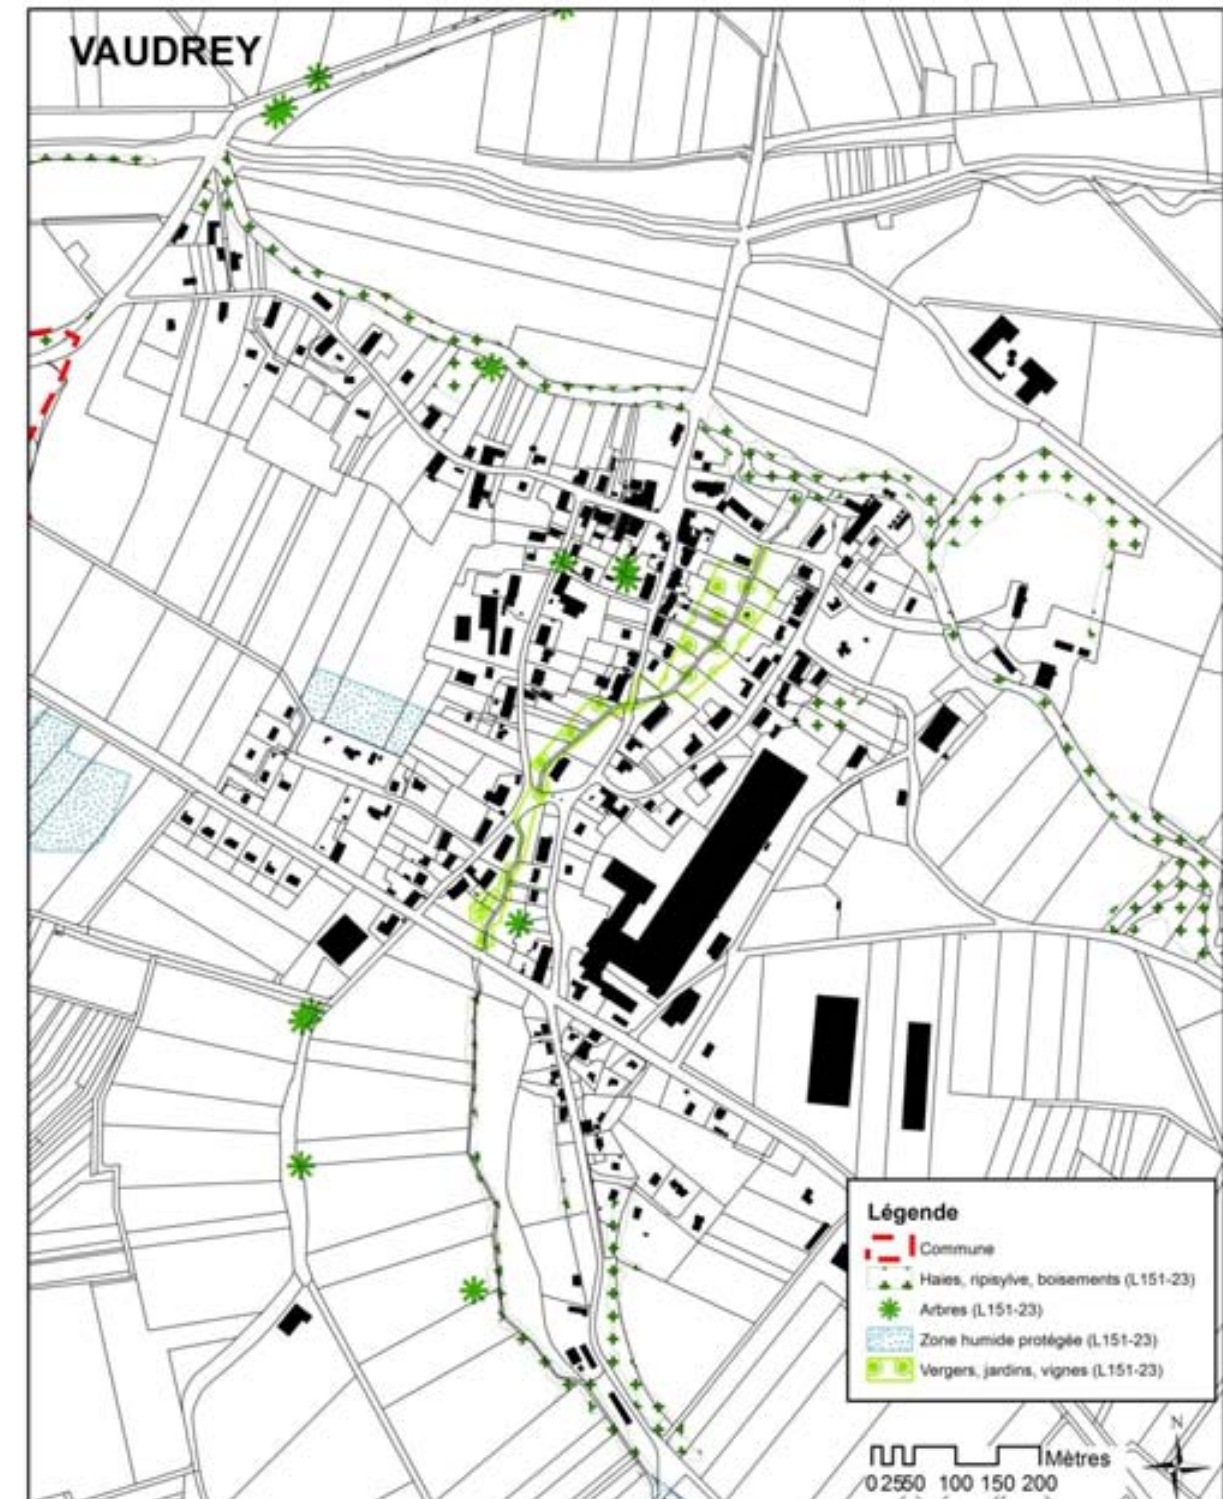 VAUDREY
Légende
Commune
Haies, ripisylve, boisements (L151-23)
Arbres (L151-23)
Zone humide protégée (L151-23)
Vergers, jardins, vignes (L151-23)
N
Mètres
0 25 50 100 150 200